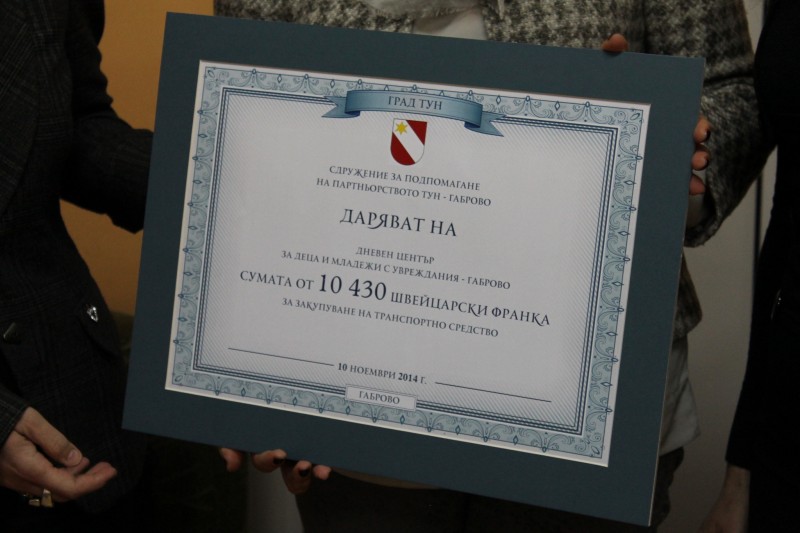 ГРАД ТУН
СДРУЖЕНИЕ ЗА ПОДПОМАГАНЕ
НА ПАРТНЬОРСТВОТО ТУН - ГАБРОВО
ДАРЯВАТ НА
ДНЕВЕН ЦЕНТЪР
ЗА ДЕЦА И МЛАДЕЖИ С УВРЕЖДАНИЯ - ГАБРОВО
СУМАТА ОТ 10 430 ШВЕЙЦАРСКИ ФРАНКА
ЗА ЗАКУПУВАНЕ НА ТРАНСПОРТНО СРЕДСТВО
10 НОЕМВРИ 2014 Г.
ГАБРОВО